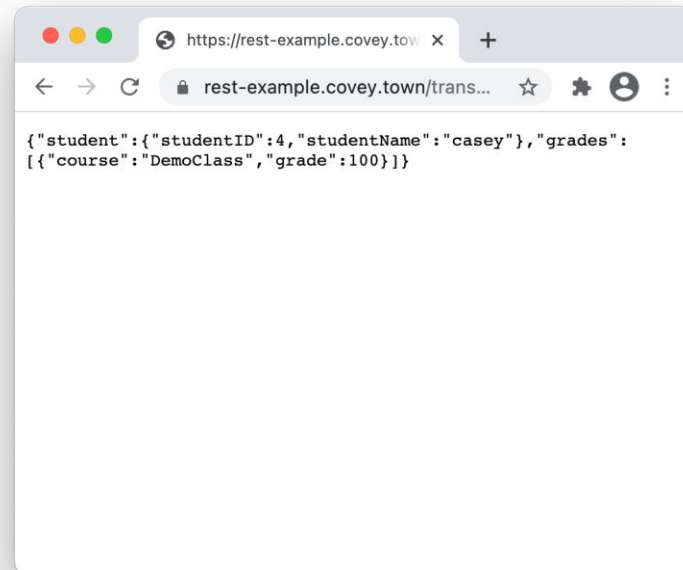 https://rest-example.covey.tow
rest-example.covey.town/trans...
{"student":{"studentID":4,"studentName":"casey"},"grades":
[{"course":"DemoClass","grade":100}]}